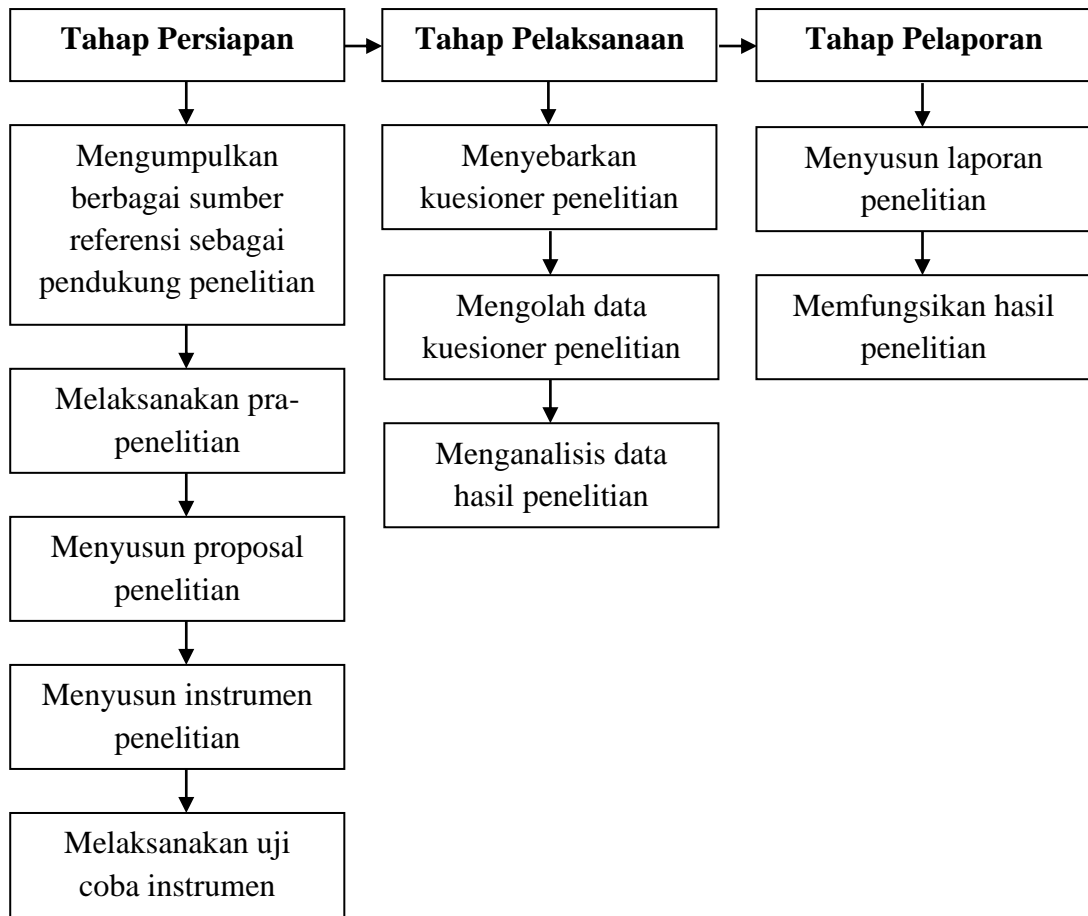 Tahap Persiapan
Mengumpulkan
berbagai sumber
referensi sebagai
pendukung penelitian
Melaksanakan pra-
penelitian
Menyusun proposal
penelitian
Menyusun instrumen
penelitian
Melaksanakan uji
coba instrumen
Tahap Pelaksanaan
Menyebarkan
kuesioner penelitian
Mengolah data
kuesioner penelitian
Menganalisis data
hasil penelitian
Tahap Pelaporan
Menyusun laporan
penelitian
Memfungsikan hasil
penelitian